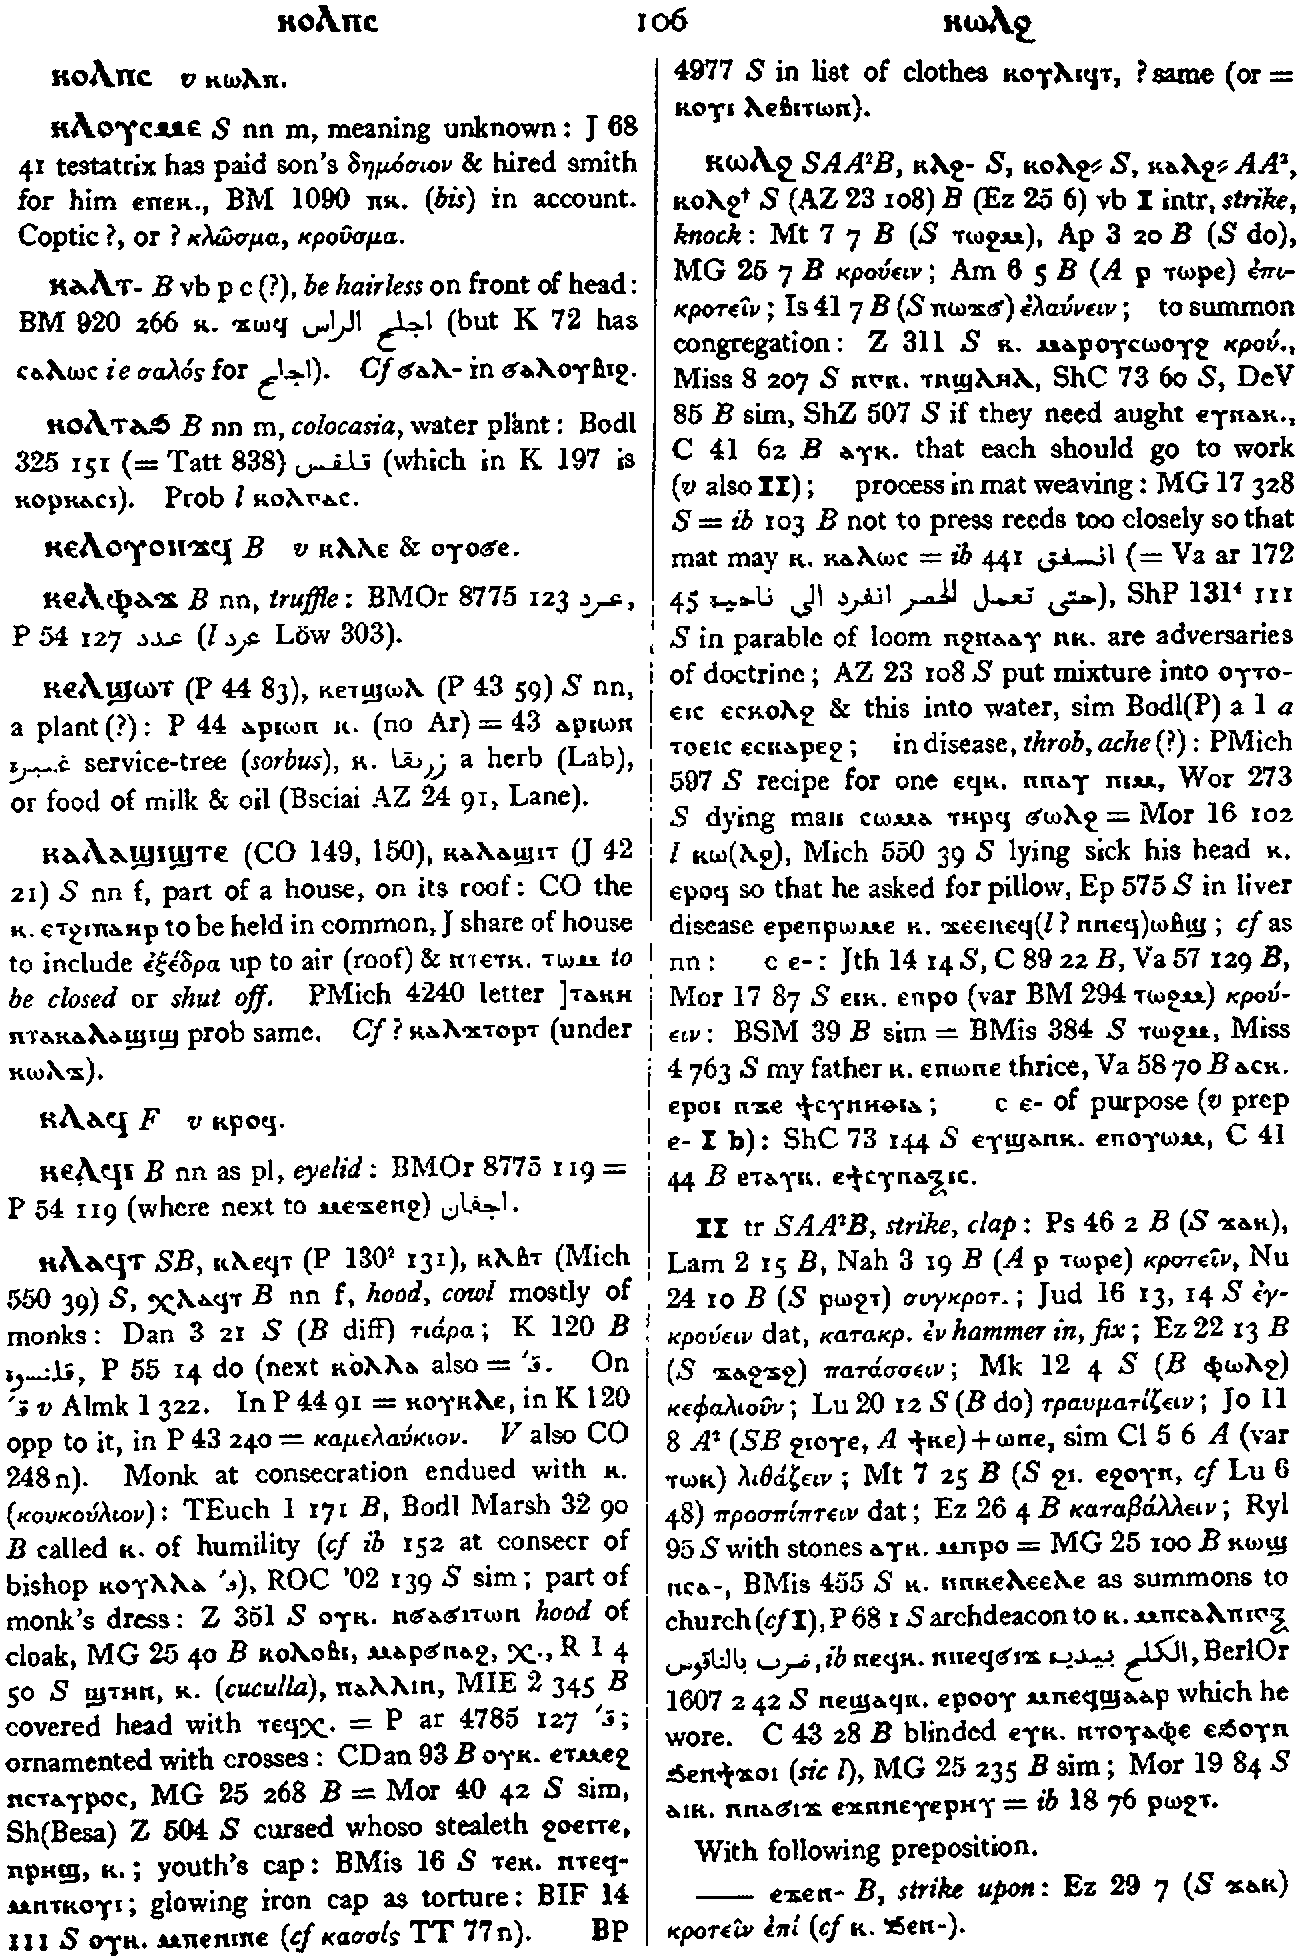 ⲕⲟⲗⲡⲥ 106 ⲕⲱⲗϩ
ⲕⲟⲗⲡⲥ v ⲕⲱⲗⲡ.
ⲕⲗⲟⲩⲥⲙⲉ S nn m, meaning unknown: J 68
41 testatrix has paid son's δημόσιον & hired smith
for him ⲉⲡⲉⲕ., BM 1090 ⲡⲕ. (bis) in account.
Coptic ?, or ? κλῶσμα, κροῦσμα.
ⲕⲁⲗⲧ- B vb p c (?), be hairless on front of head:
BM 920 266 ⲕ. ϫⲱϥ اجلع الراس (but K 72 has
ⲥⲁⲗⲱⲥ ie σαλός for اجلع). Cf ϭⲁⲗ- in ϭⲁⲗⲟⲩⲃⲓϩ.
ⲕⲟⲗⲧⲁϭ B nn m, colocasia, water plant: Bodl
325 151 (= Tatt 838) قلقس (which in K 197 is
ⲕⲟⲣⲕⲁⲥⲓ). Prob l ⲕⲟⲗⲕⲁⲥ.
ⲕⲉⲗⲟⲩⲟⲛϫϥ B v ⲕⲗⲗⲉ & ⲟⲩⲟϭⲉ.
ⲕⲉⲗⲫⲁϫ B nn, truffle: BMOr 8775 123 عرد,
P 54 127 عدد (l عرد Löw 303).
ⲕⲉⲗϣⲱⲧ (P 44 83), ⲕⲉⲧϣⲱⲗ (P 43 59) S nn,
a plant (?): P 44 ⲁⲣⲓⲱⲛ ⲕ. (no Ar) = 43 ⲁⲣⲓⲱⲛ
غبيرة service-tree (sorbus), ⲕ. زريقا a herb (Lab),
or food of milk & oil (Bsciai AZ 24 91, Lane).
ⲕⲁⲗⲁϣⲓϣⲧⲉ (CO 149, 150), ⲕⲁⲗⲁϣⲓⲧ (J 42
21) S nn f, part of a house, on its roof: CO the
ⲕ. ⲉⲧϩⲓⲡⲁⲏⲣ to be held in common, J share of house
to include ἐξέδρα up to air (roof) & ⲛⲧⲉⲧⲕ. ⲧⲱⲙ to
be closed or shut off. PMich 4240 letter ]ⲧⲁⲕⲏ
ⲛⲧⲁⲕⲁⲗⲁϣⲓϣ prob same. Cf ? ⲕⲁⲗϫⲧⲟⲣⲧ (under
ⲕⲱⲗϫ).
ⲕⲗⲁϥ F v ⲕⲣⲟϥ.
ⲕⲉⲗϥⲓ B nn as pl, eyelid: BMOr 8775 119 =
P 54 119 (where next to ⲙⲉϫⲉⲛϩ) اجفان.
ⲕⲗⲁϥⲧ SB, ⲕⲗⲉϥⲧ (P 130² 131), ⲕⲗⲃⲧ (Mich
550 39) S, ⲭⲗⲁϥⲧ B nn f, hood, cowl mostly of
monks: Dan 3 21 S (B diff) τιάρα; K 120 B
قلنسوة, P 55 14 do (next ⲕⲟⲗⲗⲁ also = ق'. On
ق' v Almk 1 322. In P 44 91 = ⲕⲟⲩⲕⲗⲉ, in K 120
opp to it, in P 43 240 = καμελαύκιον. V also CO
248 n). Monk at consecration endued with ⲕ.
(κουκούλιον): TEuch 1 171 B, Bodl Marsh 32 90
B called ⲕ. of humility (cf ib 152 at consecr of
bishop ⲕⲟⲩⲗⲗⲁ ق'), ROC '02 139 S sim; part of
monk's dress: Z 351 S ⲟⲩⲕ. ⲛϭⲁϭⲓⲧⲱⲛ hood of
cloak, MG 25 40 B ⲕⲟⲗⲟⲃⲓ, ⲙⲁⲣϭⲛⲁϩ, ⲭ., R 1 4
50 S ϣⲧⲏⲛ, ⲕ. (cuculla), ⲡⲁⲗⲗⲓⲛ, MIE 2 345 B
covered head with ⲧⲉϥⲭ. = P ar 4785 127 ق';
ornamented with crosses: CDan 93 B ⲟⲩⲕ. ⲉⲧⲙⲉϩ
ⲛⲥⲧⲁⲩⲣⲟⲥ, MG 25 268 B = Mor 40 42 S sim,
Sh(Besa) Z 504 S cursed whoso stealeth ϩⲟⲉⲓⲧⲉ,
ⲡⲣⲏϣ, ⲕ.; youth's cap: BMis 16 S ⲧⲉⲕ. ⲛⲧⲉϥ-
ⲙⲛⲧⲕⲟⲩⲓ; glowing iron cap as torture: BIF 14
111 S ⲟⲩⲕ. ⲙⲡⲉⲛⲓⲡⲉ (cf κασσίς TT 77 n). BP
4977 S in list of clothes ⲕⲟⲩⲗⲓϥⲧ, ? same (or =
ⲕⲟⲩⲓ ⲗⲉⲃⲓⲧⲱⲛ).
ⲕⲱⲗϩ SAA²B, ⲕⲗϩ- S, ⲕⲟⲗϩ⸗ S, ⲕⲁⲗϩ⸗ AA²,
ⲕⲟⲗϩ† S (AZ 23 108) B (Ez 25 6) vb I intr, strike,
knock: Mt 7 7 B (S ⲧⲱϩⲙ), Ap 3 20 B (S do),
MG 25 7 B κρούειν; Am 6 5 B (A ⲣ ⲧⲱⲣⲉ) ἐπι-
κροτεῖν; Is 41 7 B (S ⲡⲱϫϭ) ἐλαύνειν; to summon
congregation: Z 311 S ⲕ. ⲙⲁⲣⲟⲩⲥⲱⲟⲩϩ κρού.,
Miss 8 207 S ⲡⲥⲕ. ⲧⲛϣⲗⲏⲗ, ShC 73 60 S, DeV
85 B sim, ShZ 507 S if they need aught ⲉⲩⲛⲁⲕ.,
C 41 62 B ⲁⲩⲕ. that each should go to work
(v also II); process in mat weaving: MG 17 328
S = ib 103 B not to press reeds too closely so that
mat may ⲕ. ⲕⲁⲗⲱⲥ = ib 441 انسفق (= Va ar 172
45 حتى تعمل الحصر انفرد الى ناحية), ShP 131⁴ 111
S in parable of loom ⲛϩⲛⲁⲁⲩ ⲛⲕ. are adversaries
of doctrine; AZ 23 108 S put mixture into ⲟⲩⲧⲟ-
ⲉⲓⲥ ⲉⲥⲕⲟⲗϩ & this into water, sim Bodl(P) a 1 a
ⲧⲟⲉⲓⲥ ⲉⲥⲕⲁⲣⲉϩ; in disease, throb, ache (?): PMich
597 S recipe for one ⲉϥⲕ. ⲛⲛⲁⲩ ⲛⲓⲙ, Wor 273
S dying man ⲥⲱⲙⲁ ⲧⲏⲣϥ ϭⲱⲗϩ = Mor 16 102
l ⲕⲱ(ⲗϩ), Mich 550 39 S lying sick his head ⲕ.
ⲉⲣⲟϥ so that he asked for pillow, Ep 575 S in liver
disease ⲉⲣⲉⲡⲣⲱⲙⲉ ⲕ. ϫⲉⲉⲛⲉϥ(l ? ⲛⲛⲉϥ)ⲱⲃϣ; cf as
nn: c ⲉ-: Jth 14 14 S, C 89 22 B, Va 57 129 B,
Mor 17 87 S ⲉⲓⲕ. ⲉⲡⲣⲟ (var BM 294 ⲧⲱϩⲙ) κρού-
ειν: BSM 39 B sim = BMis 384 S ⲧⲱϩⲙ, Miss
4 763 S my father ⲕ. ⲉⲡⲱⲛⲉ thrice, Va 58 70 B ⲁⲥⲕ.
ⲉⲣⲟⲓ ⲛϫⲉ ϯⲥⲩⲛⲏⲑⲓⲁ; c ⲉ- of purpose (v prep
ⲉ- I b): ShC 73 144 S ⲉⲩϣⲁⲛⲕ. ⲉⲡⲟⲩⲱⲙ, C 41
44 B ⲉⲧⲁⲩⲕ. ⲉϯⲥⲩⲛⲁⲝⲓⲥ.
II tr SAA²B, strike, clap: Ps 46 2 B (S ϫⲁⲕ),
Lam 2 15 B, Nah 3 19 B (A ⲣ ⲧⲱⲣⲉ) κροτεῖν, Nu
24 10 B (S ⲣⲱϩⲧ) συγκροτ.; Jud 16 13, 14 S ἐγ-
κρούειν dat, κατακρ. ἐν hammer in, fix; Ez 22 13 B
(S ϫⲁϩϫϩ) πατάσσειν; Mk 12 4 S (B ⲫⲱⲗϩ)
κεφαλιοῦν; Lu 20 12 S (B do) τραυματίζειν; Jo 11
8 A² (SB ϩⲓⲟⲩⲉ, A ϯⲕⲉ) + ⲱⲛⲉ, sim Cl 5 6 A (var
ⲧⲱⲕ) λιθάζειν; Mt 7 25 B (S ϩⲓ. ⲉϩⲟⲩⲛ, cf Lu 6
48) προσπίπτειν dat; Ez 26 4 B καταβάλλειν; Ryl
95 S with stones ⲁⲩⲕ. ⲙⲡⲣⲟ = MG 25 100 B ⲕⲱϣ
ⲛⲥⲁ-, BMis 455 S ⲕ. ⲛⲛⲕⲉⲗⲉⲉⲗⲉ as summons to
church (cf I), P 68 1 S archdeacon to ⲕ. ⲙⲡⲥⲁⲗⲡⲓⲅⲝ
ضرب بالناقوس, ib ⲡⲉϥⲕ. ⲛⲛⲉϥϭⲓϫ الكلع بيديه, BerlOr
1607 2 42 S ⲡⲉϣⲁϥⲕ. ⲉⲣⲟⲟⲩ ⲙⲡⲉϥϣⲁⲁⲣ which he
wore. C 43 28 B blinded ⲉⲩⲕ. ⲛⲧⲟⲩⲁⲫⲉ ⲉϧⲟⲩⲛ
ϧⲉⲛϯϫⲟⲓ (sic l), MG 25 235 B sim; Mor 19 84 S
ⲁⲓⲕ. ⲛⲛⲁϭⲓϫ ⲉϫⲛⲛⲉⲩⲉⲣⲏⲩ = ib 18 76 ⲣⲱϩⲧ.
With following preposition.
—— ⲉϫⲉⲛ- B, strike upon: Ez 29 7 (S ϫⲁⲕ)
κροτεῖν ἐπί (cf ⲕ. ϧⲉⲛ-).